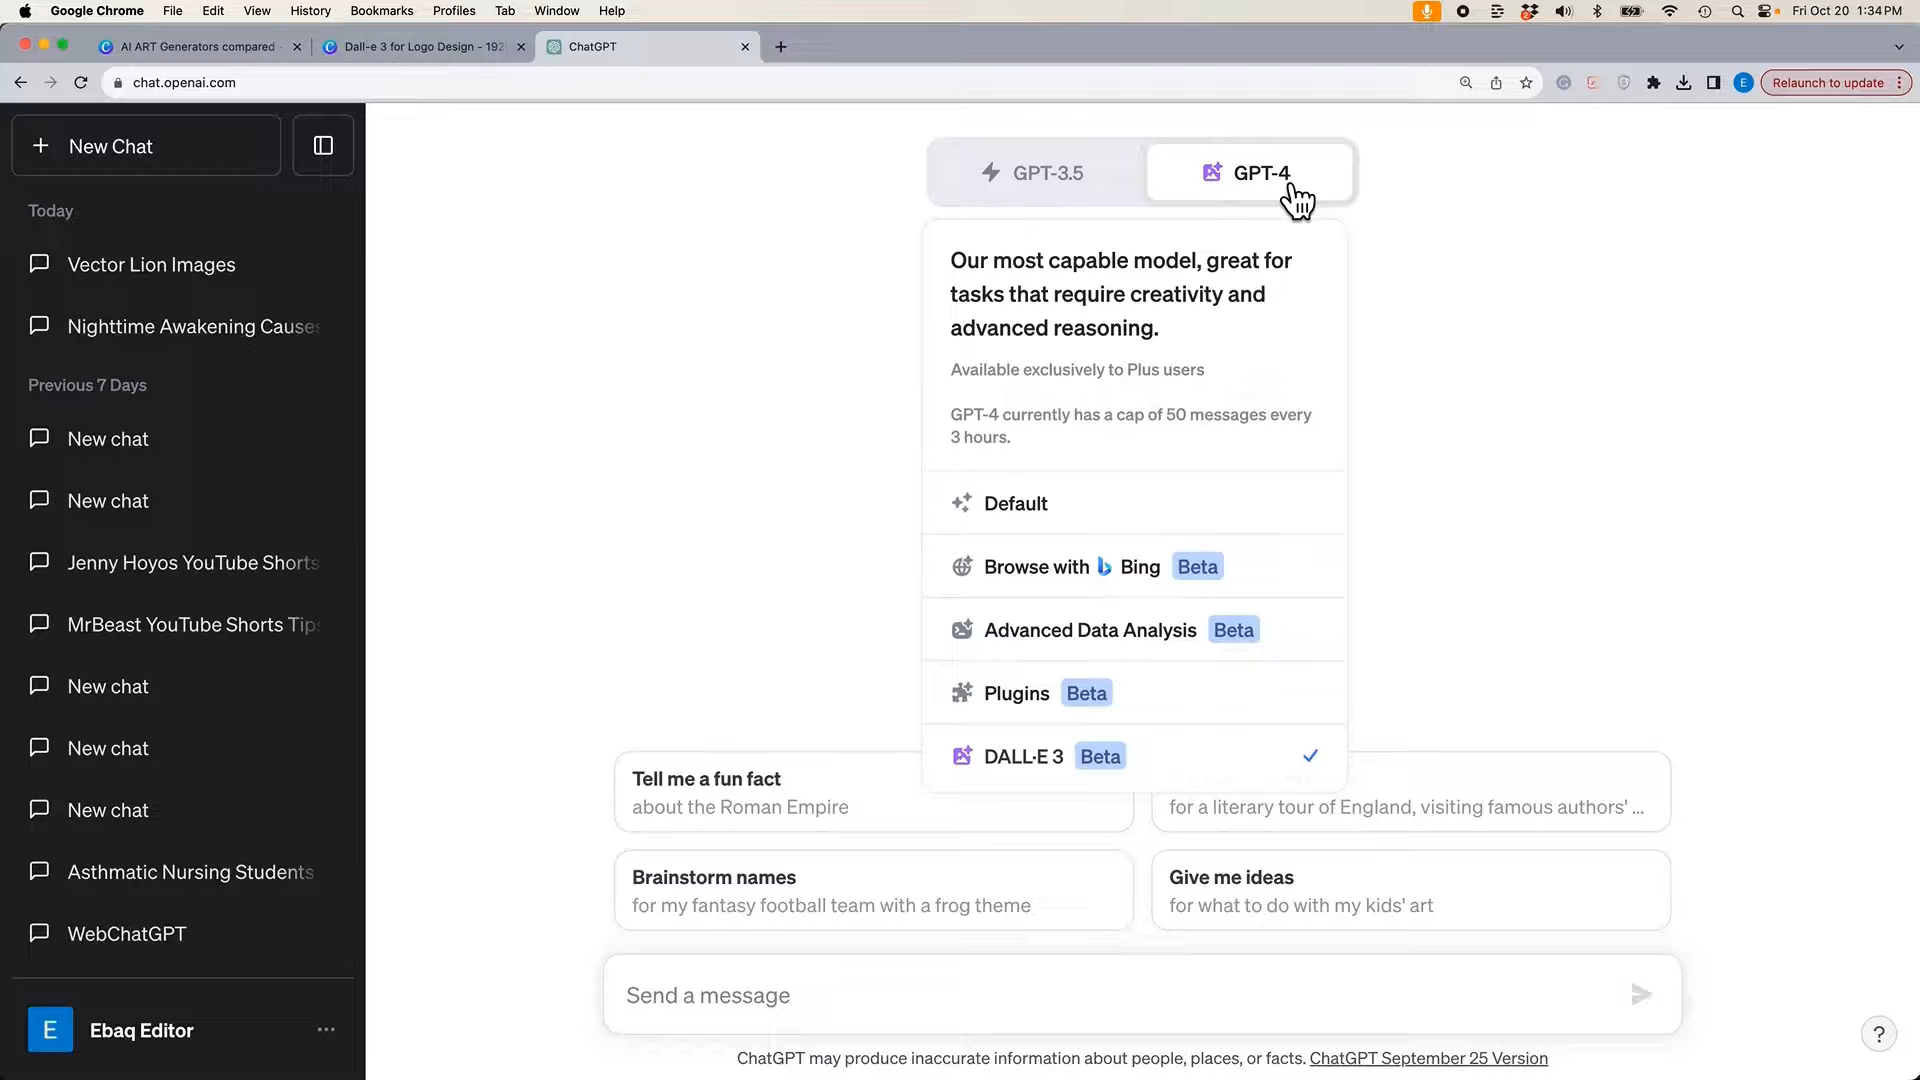 Google Chrome File Edit View History Bookmarks Profiles Tab Window Help Fri Oct 20 1:34 PM
AI ART Generators compared - Dall-e 3 for Logo Design - 192 ChatGPT
chat.openai.com E Relaunch to update
New Chat
Today
Vector Lion Images
Nighttime Awakening Causes
Previous 7 Days
New chat
New chat
Jenny Hoyos YouTube Shorts
MrBeast YouTube Shorts Tips
New chat
New chat
New chat
Asthmatic Nursing Students
WebChatGPT
E Ebaq Editor
GPT-3.5 GPT-4
Our most capable model, great for
tasks that require creativity and
advanced reasoning.
Available exclusively to Plus users
GPT-4 currently has a cap of 50 messages every
3 hours.
Default
Browse with Bing Beta
Advanced Data Analysis Beta
Plugins Beta
DALL·E 3 Beta
Tell me a fun fact
about the Roman Empire
for a literary tour of England, visiting famous authors' ...
Brainstorm names
for my fantasy football team with a frog theme
Give me ideas
for what to do with my kids' art
Send a message
ChatGPT may produce inaccurate information about people, places, or facts. ChatGPT September 25 Version
?